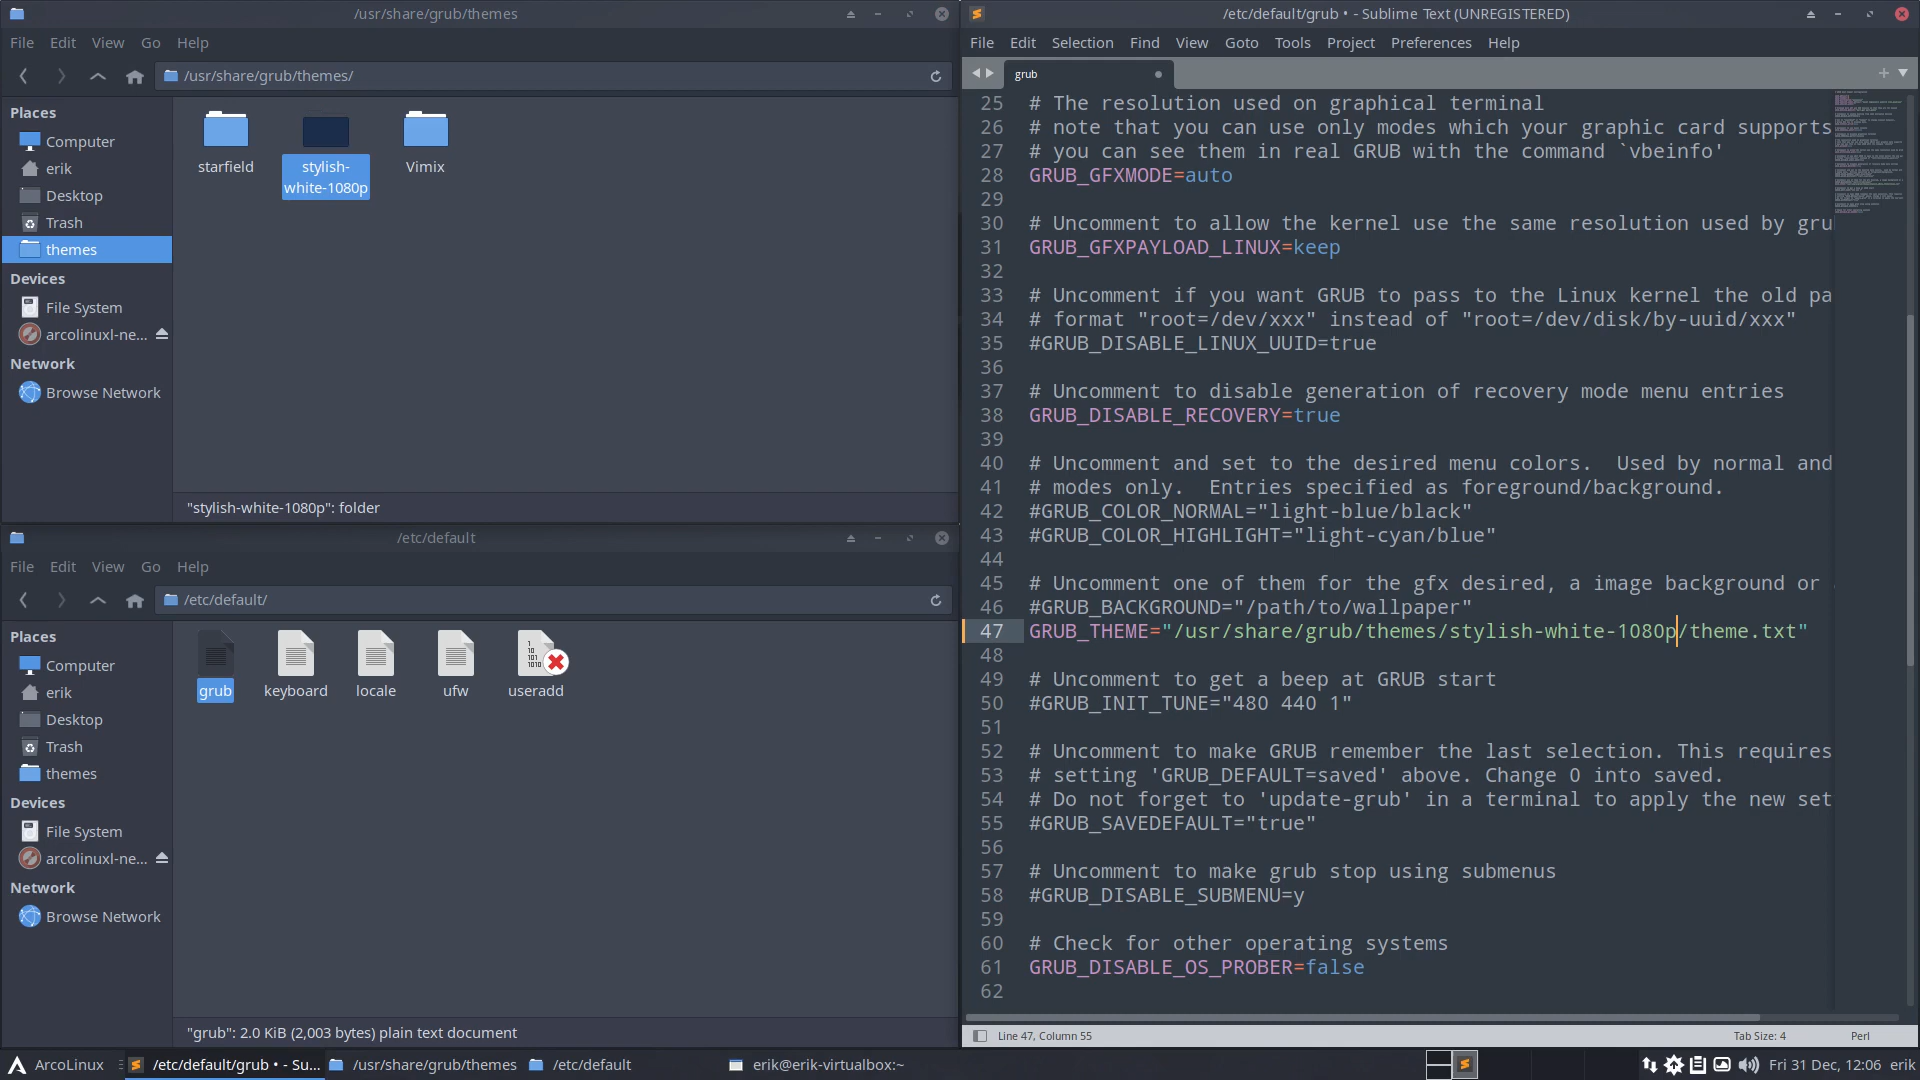 /usr/share/grub/themes
File Edit View Go Help
/usr/share/grub/themes/
Places
Computer
erik
Desktop
Trash
themes
Devices
File System
arcolinuxl-ne...
Network
Browse Network
starfield
stylish-
white-1080p
Vimix
"stylish-white-1080p": folder
/etc/default
File Edit View Go Help
/etc/default/
Places
Computer
erik
Desktop
Trash
themes
Devices
File System
arcolinuxl-ne...
Network
Browse Network
grub
keyboard
locale
ufw
useradd
"grub": 2.0 KiB (2,003 bytes) plain text document
/etc/default/grub • - Sublime Text (UNREGISTERED)
File Edit Selection Find View Goto Tools Project Preferences Help
grub
25 # The resolution used on graphical terminal
26 # note that you can use only modes which your graphic card supports
27 # you can see them in real GRUB with the command `vbeinfo'
28 GRUB_GFXMODE=auto
29
30 # Uncomment to allow the kernel use the same resolution used by gru
31 GRUB_GFXPAYLOAD_LINUX=keep
32
33 # Uncomment if you want GRUB to pass to the Linux kernel the old pa
34 # format "root=/dev/xxx" instead of "root=/dev/disk/by-uuid/xxx"
35 #GRUB_DISABLE_LINUX_UUID=true
36
37 # Uncomment to disable generation of recovery mode menu entries
38 GRUB_DISABLE_RECOVERY=true
39
40 # Uncomment and set to the desired menu colors.  Used by normal and
41 # modes only.  Entries specified as foreground/background.
42 #GRUB_COLOR_NORMAL="light-blue/black"
43 #GRUB_COLOR_HIGHLIGHT="light-cyan/blue"
44
45 # Uncomment one of them for the gfx desired, a image background or
46 #GRUB_BACKGROUND="/path/to/wallpaper"
47 GRUB_THEME="/usr/share/grub/themes/stylish-white-1080p/theme.txt"
48
49 # Uncomment to get a beep at GRUB start
50 #GRUB_INIT_TUNE="480 440 1"
51
52 # Uncomment to make GRUB remember the last selection. This requires
53 # setting 'GRUB_DEFAULT=saved' above. Change 0 into saved.
54 # Do not forget to 'update-grub' in a terminal to apply the new set
55 #GRUB_SAVEDEFAULT="true"
56
57 # Uncomment to make grub stop using submenus
58 #GRUB_DISABLE_SUBMENU=y
59
60 # Check for other operating systems
61 GRUB_DISABLE_OS_PROBER=false
62
Line 47, Column 55
Tab Size: 4
Perl
ArcoLinux
/etc/default/grub • - Su...
/usr/share/grub/themes
/etc/default
erik@erik-virtualbox:~
Fri 31 Dec, 12:06 erik